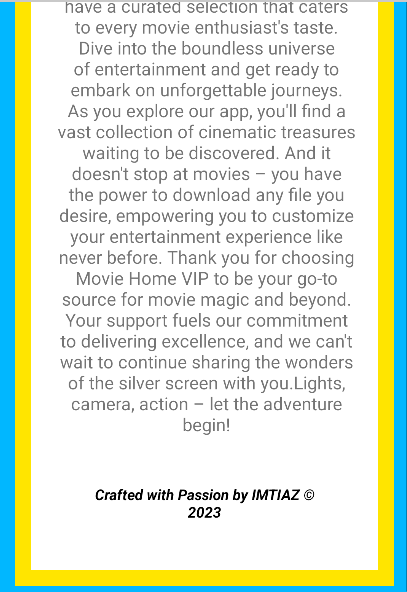 have a curated selection that caters
to every movie enthusiast's taste.
Dive into the boundless universe
of entertainment and get ready to
embark on unforgettable journeys.
As you explore our app, you'll find a
vast collection of cinematic treasures
waiting to be discovered. And it
doesn't stop at movies – you have
the power to download any file you
desire, empowering you to customize
your entertainment experience like
never before. Thank you for choosing
Movie Home VIP to be your go-to
source for movie magic and beyond.
Your support fuels our commitment
to delivering excellence, and we can't
wait to continue sharing the wonders
of the silver screen with you.Lights,
camera, action – let the adventure
begin!
Crafted with Passion by IMTIAZ ©
2023